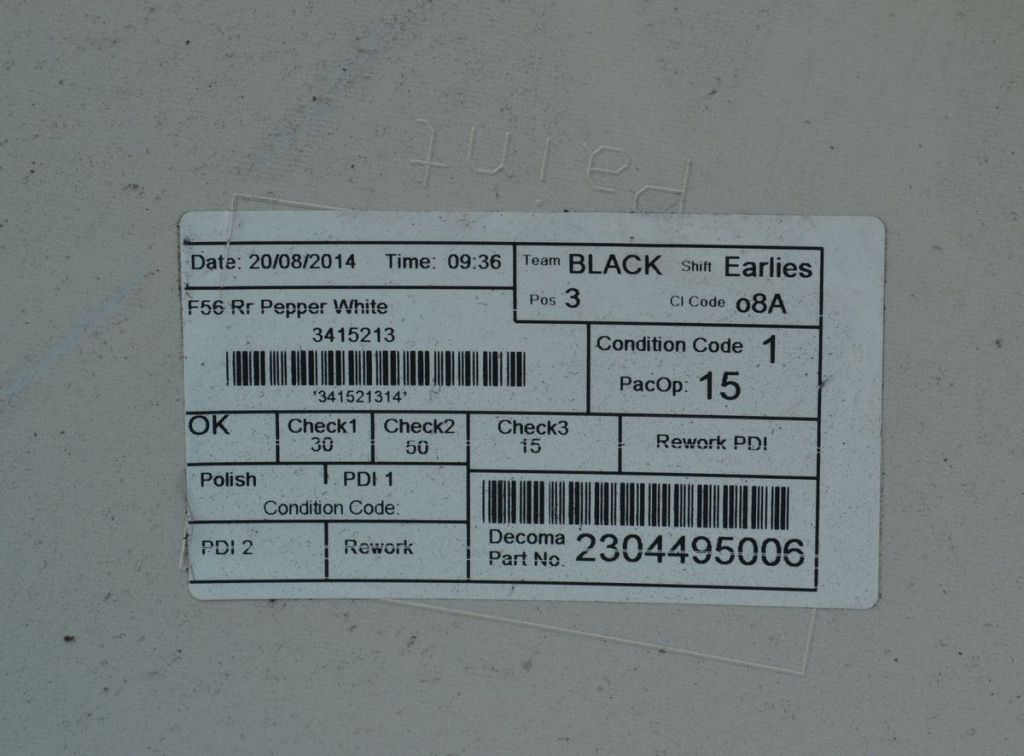 Paint
Date: 20/08/2014 Time: 09:36
Team BLACK Shift Earlies
Pos 3 CI Code o8A
F56 Rr Pepper White
3415213
*341521314*
Condition Code 1
PacOp: 15
OK
Check1
30
Check2
50
Check3
15
Rework PDI
Polish PDI 1
Condition Code:
PDI 2 Rework
Decoma
Part No. 2304495006